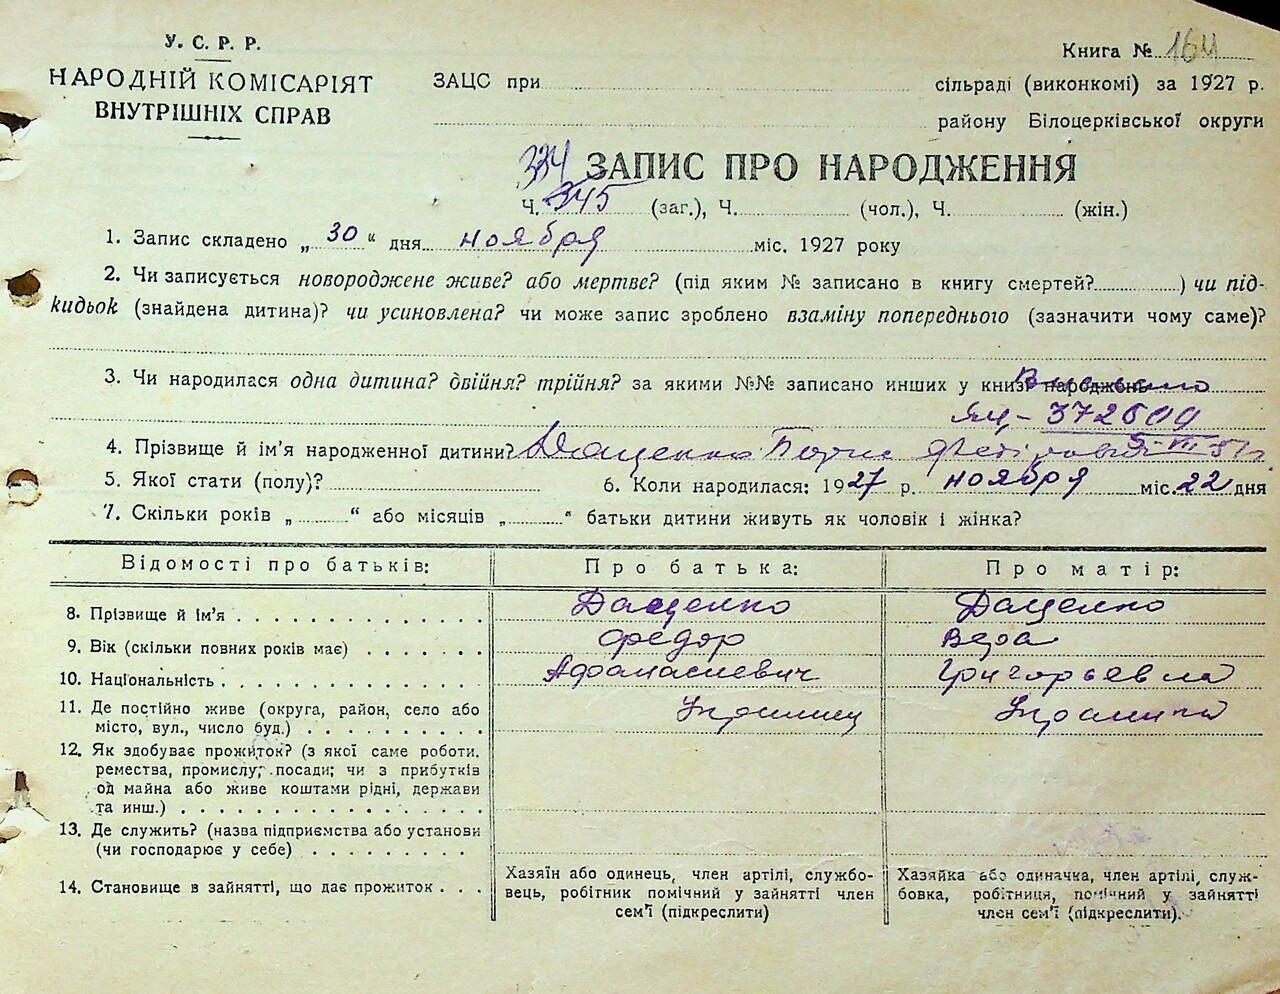 У. С. Р. Р.
НАРОДНІЙ КОМІСАРІЯТ
ВНУТРІШНІХ СПРАВ
Книга № 164
ЗАЦС при сільраді (виконкомі) за 1927 р.
району Білоцерківської округи
334 ЗАПИС ПРО НАРОДЖЕННЯ
Ч. 345 (заг.), Ч. (чол.), Ч. (жін.)
1. Запис складено „ 30 “ дня ноября міс. 1927 року
2. Чи записується новороджене живе? або мертве? (під яким № записано в книгу смертей? ) чи під-
кидьок (знайдена дитина)? чи усиновлена? чи може запис зроблено взаміну попереднього (зазначити чому саме)?
3. Чи народилася одна дитина? двійня? трійня? за якими №№ записано инших у книзі народжень
372609
4. Прізвище й ім'я народженної дитини? Даценко
5. Якої стати (полу)? 6. Коли народилася: 1927 р. ноября міс. 22 дня
7. Скільки років „ “ або місяців „ “ батьки дитини живуть як чоловік і жінка?
Відомості про батьків: Про батька: Про матір:
8. Прізвище й ім'я Даценко Даценко
9. Вік (скільки повних років має) Федор Вера
10. Національність Афанасиевич Григорьевна
11. Де постійно живе (округа, район, село або
місто, вул., число буд.) Украинец Украинка
12. Як здобуває прожиток? (з якої саме роботи.
ремества, промислу; посади; чи з прибутків
од майна або живе коштами рідні, держави
та инш.)
13. Де служить? (назва підприємства або установи
(чи господарює у себе)
14. Становище в зайнятті, що дає прожиток
Хазяїн або одинець, член артілі, службо-
вець, робітник помічний у зайнятті член
сем'ї (підкреслити)
Хазяйка або одиначка, член артілі, служ-
бовка, робітниця, помічний у зайнятті
член сем'ї (підкреслити).